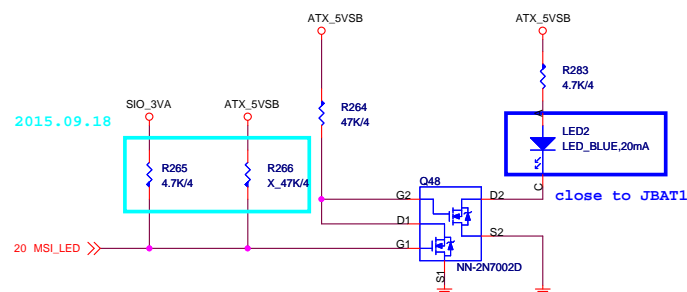 ATX_5VSB
ATX_5VSB
R283
4.7K/4
SIO_3VA
ATX_5VSB
R264
47K/4
2015.09.18
A
LED2
LED_BLUE,20mA
R265
4.7K/4
R266
X_47K/4
C
close to JBAT1
Q48
G2
D2
D1
S2
20 MSI_LED
G1
S1
NN-2N7002D